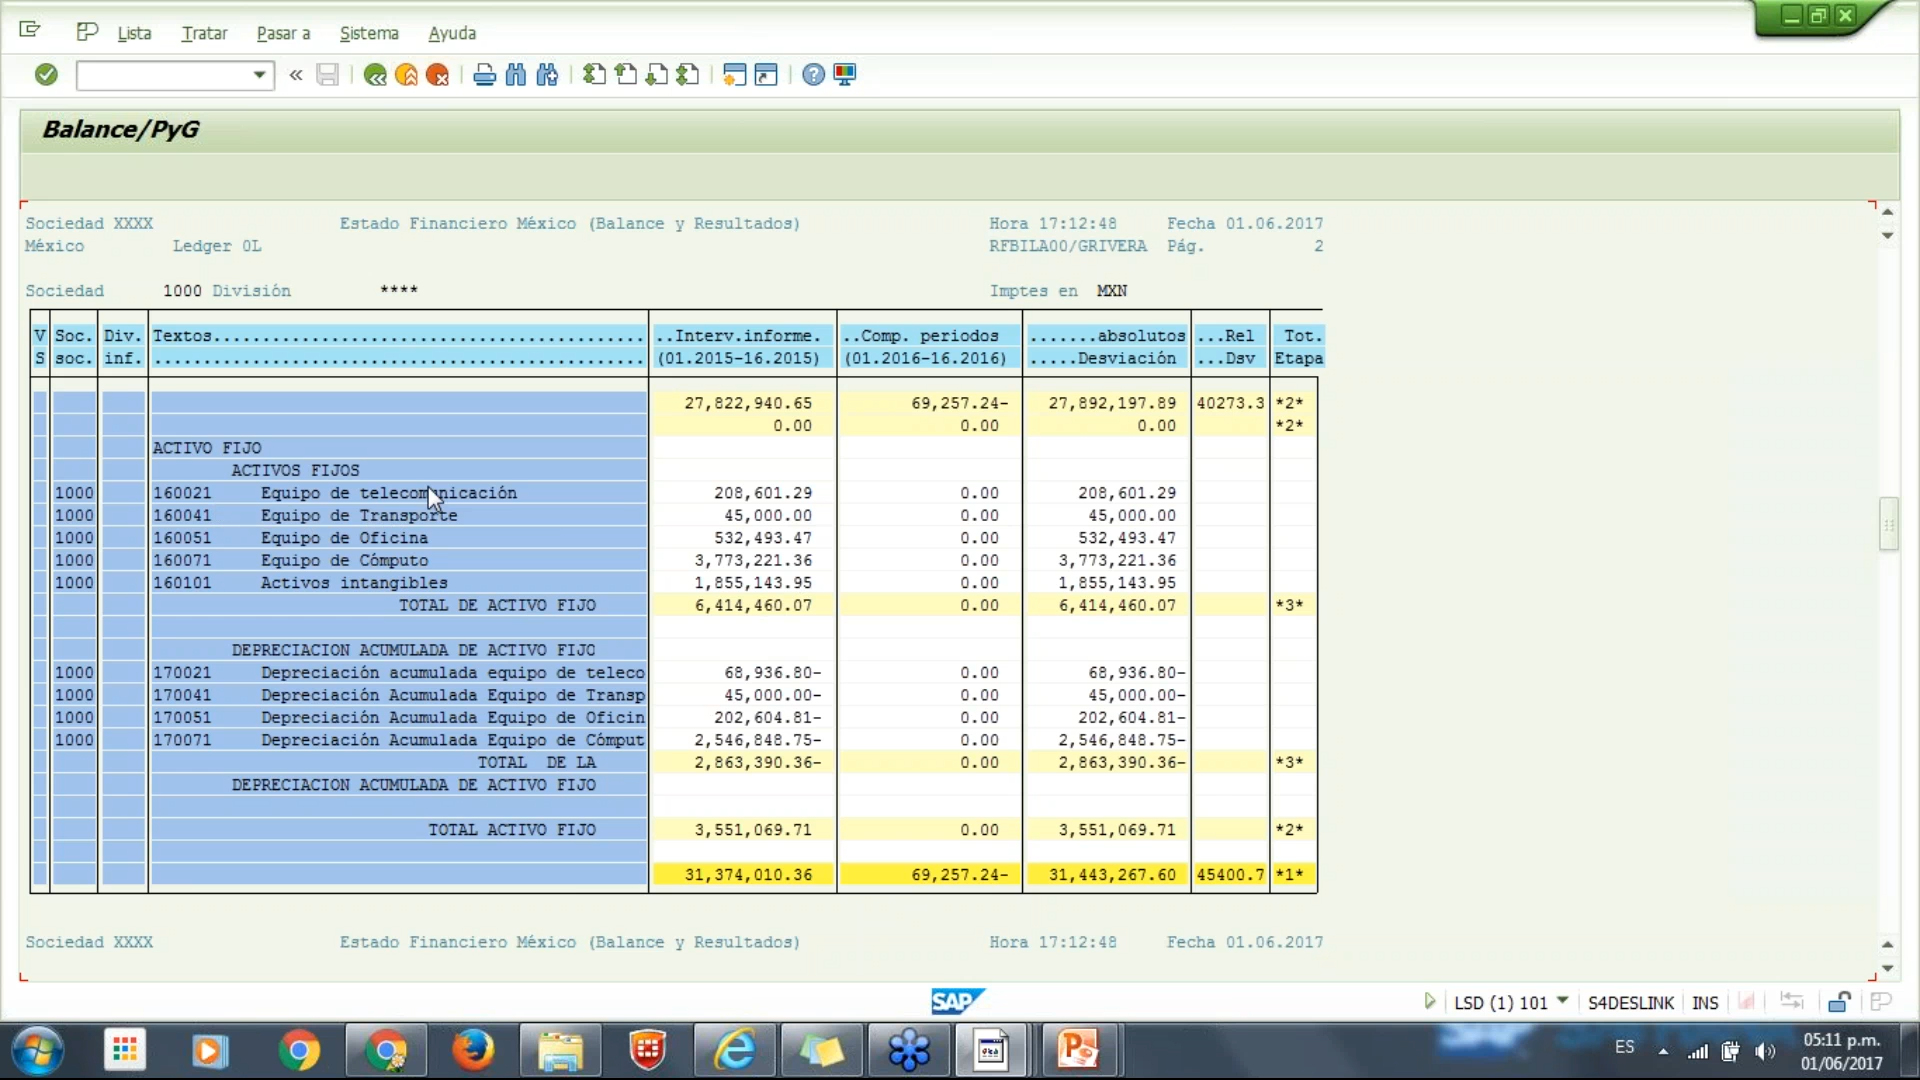 Lista Tratar Pasar a Sistema Ayuda
Balance/PyG
Sociedad XXXX Estado Financiero México (Balance y Resultados) Hora 17:12:48 Fecha 01.06.2017
México Ledger 0L RFBILA00/GRIVERA Pág. 2
Sociedad 1000 División **** Imptes en MXN
V Soc. Div. Textos............................................ ..Interv.informe. ..Comp. periodos .......absolutos ...Rel Tot.
S soc. inf. .................................................. (01.2015-16.2015) (01.2016-16.2016) .....Desviación ...Dsv Etapa
27,822,940.65 69,257.24- 27,892,197.89 40273.3 *2*
0.00 0.00 0.00 *2*
ACTIVO FIJO
ACTIVOS FIJOS
1000 160021 Equipo de telecomunicación 208,601.29 0.00 208,601.29
1000 160041 Equipo de Transporte 45,000.00 0.00 45,000.00
1000 160051 Equipo de Oficina 532,493.47 0.00 532,493.47
1000 160071 Equipo de Cómputo 3,773,221.36 0.00 3,773,221.36
1000 160101 Activos intangibles 1,855,143.95 0.00 1,855,143.95
TOTAL DE ACTIVO FIJO 6,414,460.07 0.00 6,414,460.07 *3*
DEPRECIACION ACUMULADA DE ACTIVO FIJO
1000 170021 Depreciación acumulada equipo de teleco 68,936.80- 0.00 68,936.80-
1000 170041 Depreciación Acumulada Equipo de Transp 45,000.00- 0.00 45,000.00-
1000 170051 Depreciación Acumulada Equipo de Oficin 202,604.81- 0.00 202,604.81-
1000 170071 Depreciación Acumulada Equipo de Cómput 2,546,848.75- 0.00 2,546,848.75-
TOTAL DE LA 2,863,390.36- 0.00 2,863,390.36- *3*
DEPRECIACION ACUMULADA DE ACTIVO FIJO
TOTAL ACTIVO FIJO 3,551,069.71 0.00 3,551,069.71 *2*
31,374,010.36 69,257.24- 31,443,267.60 45400.7 *1*
Sociedad XXXX Estado Financiero México (Balance y Resultados) Hora 17:12:48 Fecha 01.06.2017
SAP LSD (1) 101 S4DESLINK INS
ES 05:11 p.m.
01/06/2017